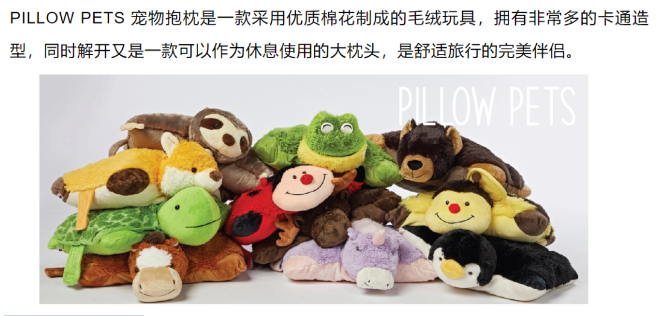 PILLOW PETS 宠物抱枕是一款采用优质棉花制成的毛绒玩具，拥有非常多的卡通造
型，同时解开又是一款可以作为休息使用的大枕头，是舒适旅行的完美伴侣。
PILLOW PETS